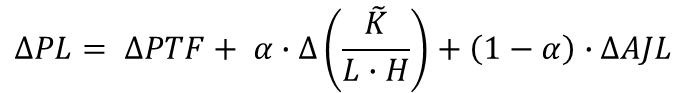 ΔPL = ΔPTF + α · Δ(K̃ / (L · H)) + (1 − α) · ΔAJL